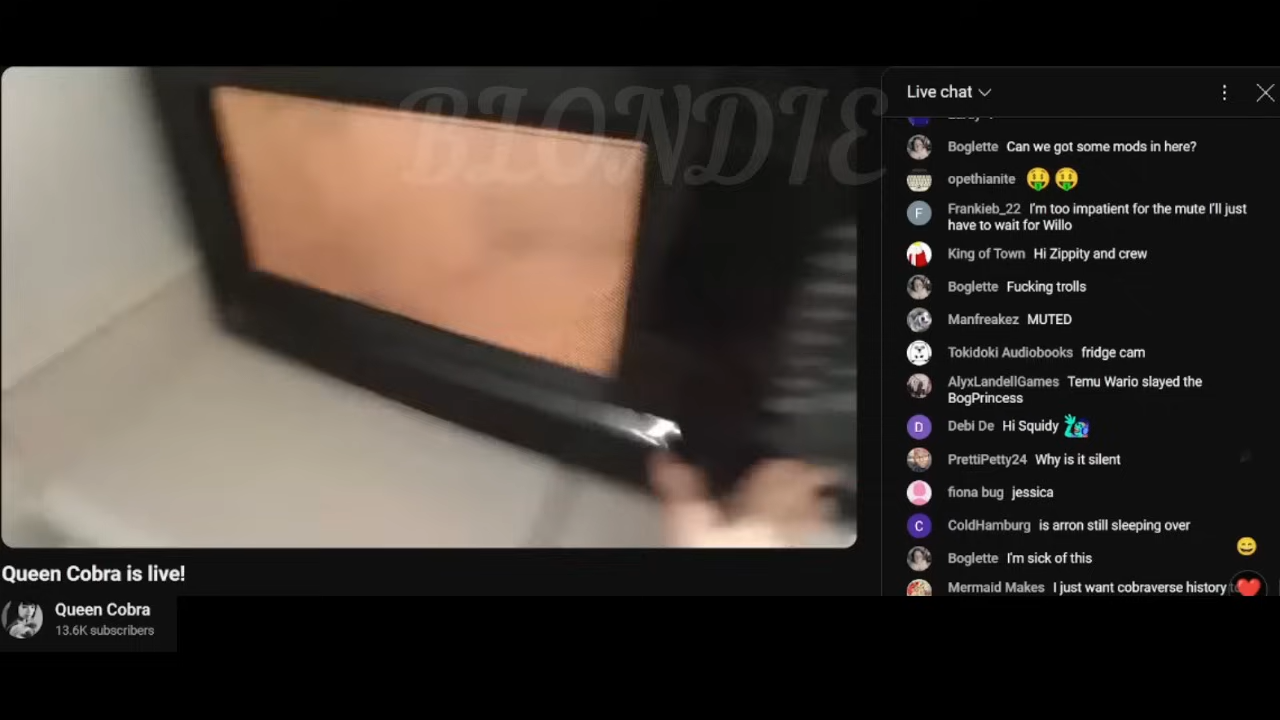 BLONDIE
Live chat
Boglette Can we got some mods in here?
opethianite
Frankieb_22 I'm too impatient for the mute I'll just
have to wait for Willo
King of Town Hi Zippity and crew
Boglette Fucking trolls
Manfreakez MUTED
Tokidoki Audiobooks fridge cam
AlyxLandellGames Temu Wario slayed the
BogPrincess
D Debi De Hi Squidy
PrettiPetty24 Why is it silent
fiona bug jessica
C ColdHamburg is arron still sleeping over
Boglette I'm sick of this
Mermaid Makes I just want cobraverse history
Queen Cobra is live!
Queen Cobra
13.6K subscribers